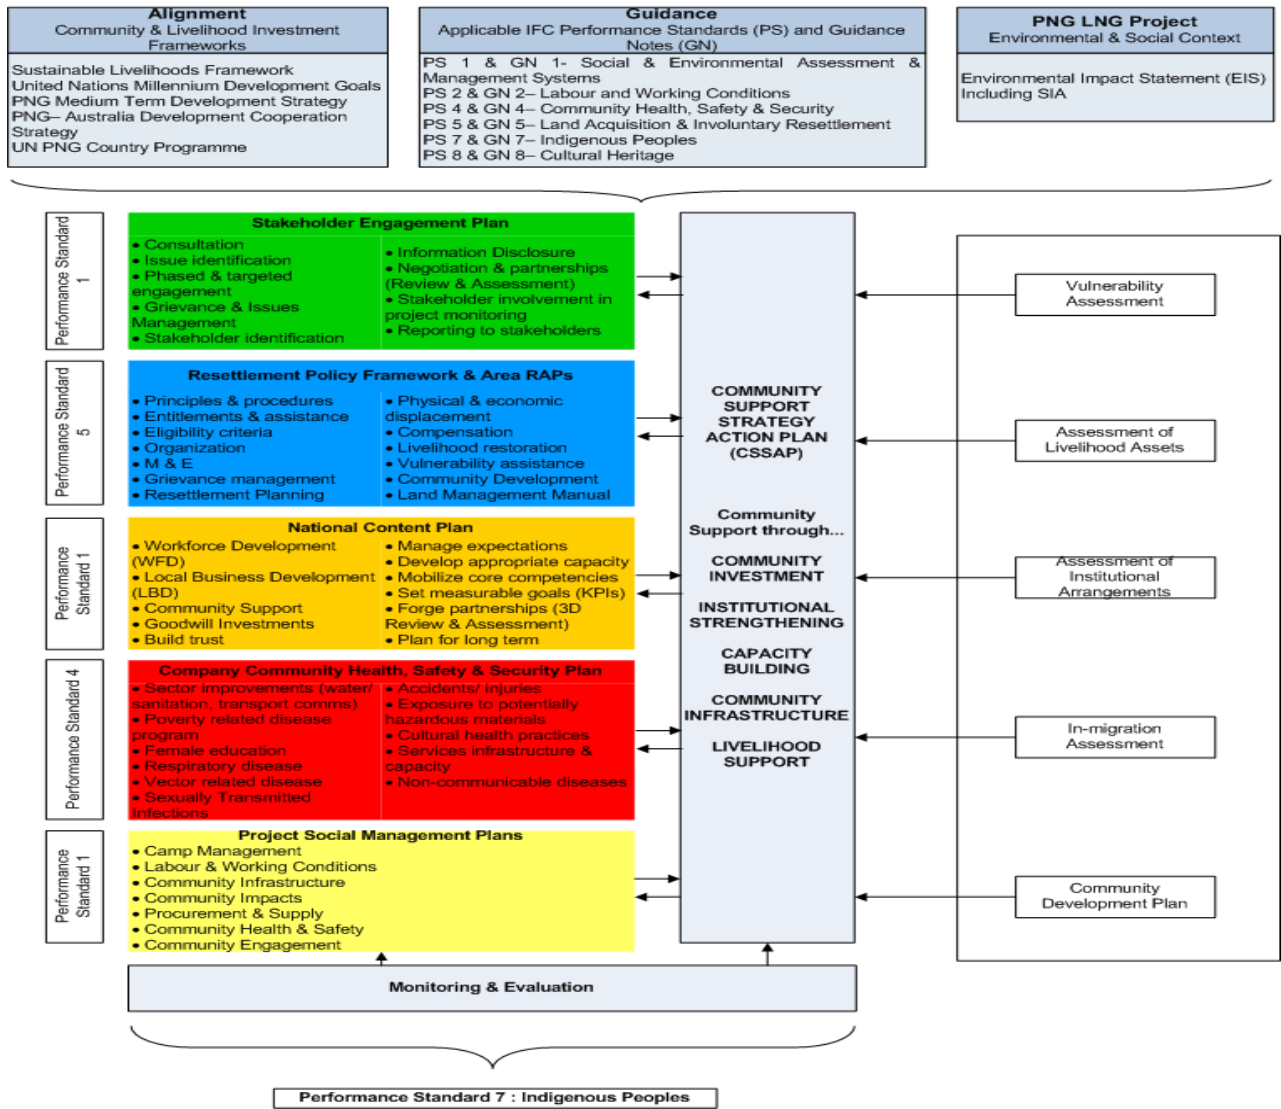 Alignment
Community & Livelihood Investment
Frameworks
Sustainable Livelihoods Framework
United Nations Millennium Development Goals
PNG Medium Term Development Strategy
PNG– Australia Development Cooperation
Strategy
UN PNG Country Programme
Guidance
Applicable IFC Performance Standards (PS) and Guidance
Notes (GN)
PS 1 & GN 1- Social & Environmental Assessment &
Management Systems
PS 2 & GN 2– Labour and Working Conditions
PS 4 & GN 4– Community Health, Safety & Security
PS 5 & GN 5– Land Acquisition & Involuntary Resettlement
PS 7 & GN 7– Indigenous Peoples
PS 8 & GN 8– Cultural Heritage
PNG LNG Project
Environmental & Social Context
Environmental Impact Statement (EIS)
Including SIA
Performance Standard
1
Stakeholder Engagement Plan
• Consultation
• Issue identification
• Phased & targeted
engagement
• Grievance & Issues
Management
• Stakeholder identification
• Information Disclosure
• Negotiation & partnerships
(Review & Assessment)
• Stakeholder involvement in
project monitoring
• Reporting to stakeholders
Performance Standard
5
Resettlement Policy Framework & Area RAPs
• Principles & procedures
• Entitlements & assistance
• Eligibility criteria
• Organization
• M & E
• Grievance management
• Resettlement Planning
• Physical & economic
displacement
• Compensation
• Livelihood restoration
• Vulnerability assistance
• Community Development
• Land Management Manual
Performance
Standard 1
National Content Plan
• Workforce Development
(WFD)
• Local Business Development
(LBD)
• Community Support
• Goodwill Investments
• Build trust
• Manage expectations
• Develop appropriate capacity
• Mobilize core competencies
• Set measurable goals (KPIs)
• Forge partnerships (3D
Review & Assessment)
• Plan for long term
Performance Standard 4
Company Community Health, Safety & Security Plan
• Sector improvements (water/
sanitation, transport comms)
• Poverty related disease
program
• Female education
• Respiratory disease
• Vector related disease
• Sexually Transmitted
Infections
• Accidents/ injuries
• Exposure to potentially
hazardous materials
• Cultural health practices
• Services infrastructure &
capacity
• Non-communicable diseases
Performance
Standard 1
Project Social Management Plans
• Camp Management
• Labour & Working Conditions
• Community Infrastructure
• Community Impacts
• Procurement & Supply
• Community Health & Safety
• Community Engagement
COMMUNITY
SUPPORT
STRATEGY
ACTION PLAN
(CSSAP)
Community
Support through...
COMMUNITY
INVESTMENT
INSTITUTIONAL
STRENGTHENING
CAPACITY
BUILDING
COMMUNITY
INFRASTRUCTURE
LIVELIHOOD
SUPPORT
Vulnerability
Assessment
Assessment of
Livelihood Assets
Assessment of
Institutional
Arrangements
In-migration
Assessment
Community
Development Plan
Monitoring & Evaluation
Performance Standard 7 : Indigenous Peoples